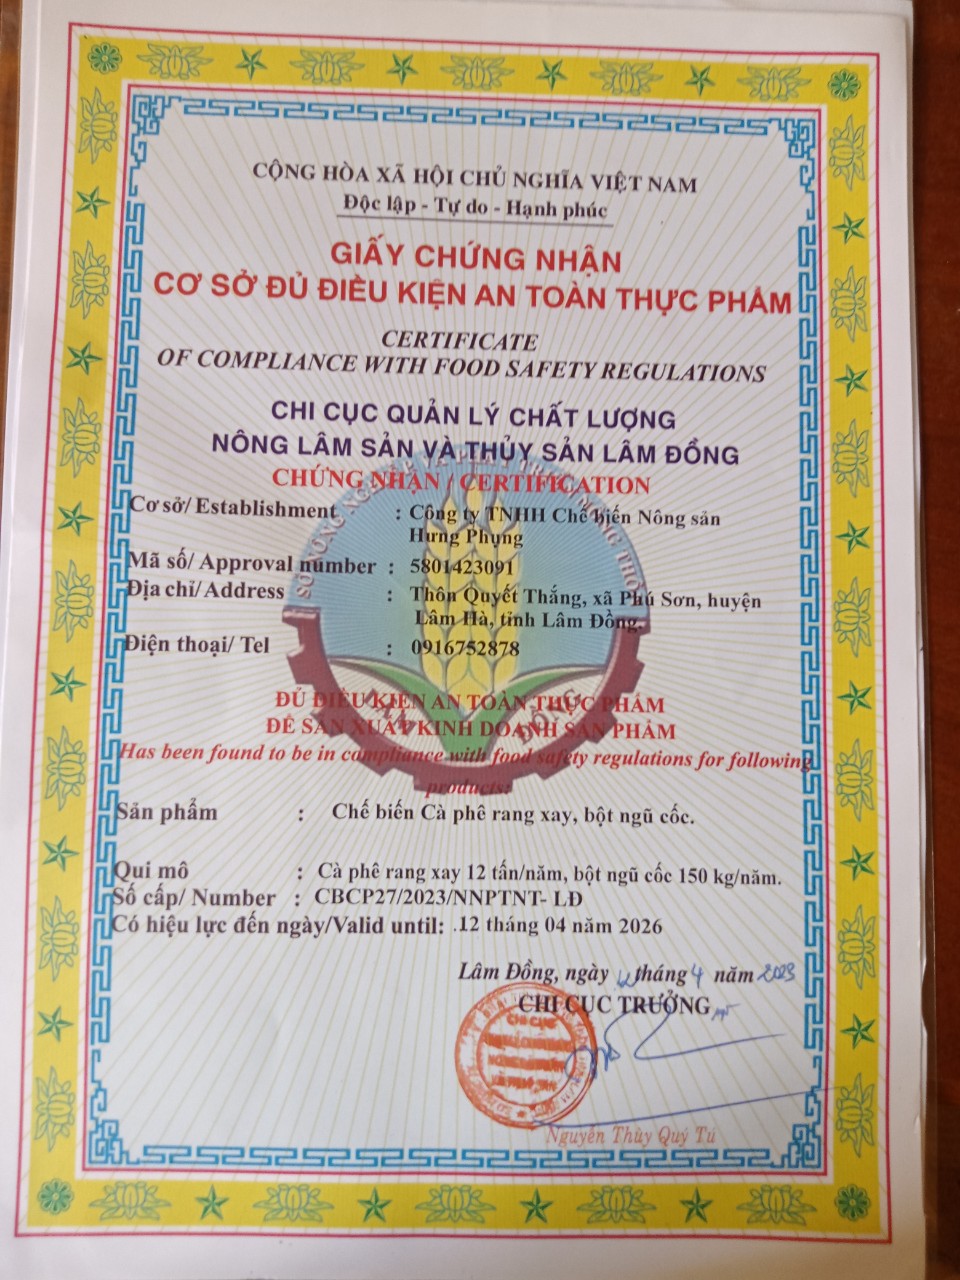 CỘNG HÒA XÃ HỘI CHỦ NGHĨA VIỆT NAM
Độc lập - Tự do - Hạnh phúc
GIẤY CHỨNG NHẬN
CƠ SỞ ĐỦ ĐIỀU KIỆN AN TOÀN THỰC PHẨM
CERTIFICATE
OF COMPLIANCE WITH FOOD SAFETY REGULATIONS
CHI CỤC QUẢN LÝ CHẤT LƯỢNG
NÔNG LÂM SẢN VÀ THỦY SẢN LÂM ĐỒNG
CHỨNG NHẬN / CERTIFICATION
Cơ sở/ Establishment : Công ty TNHH Chế biến Nông sản
Hưng Phụng
Mã số/ Approval number : 5801423091
Địa chỉ/ Address : Thôn Quyết Thắng, xã Phú Sơn, huyện
Lâm Hà, tỉnh Lâm Đồng.
Điện thoại/ Tel : 0916752878
ĐỦ ĐIỀU KIỆN AN TOÀN THỰC PHẨM
ĐỂ SẢN XUẤT KINH DOANH SẢN PHẨM
Has been found to be in compliance with food safety regulations for following
products:
Sản phẩm : Chế biến Cà phê rang xay, bột ngũ cốc.
Qui mô : Cà phê rang xay 12 tấn/năm, bột ngũ cốc 150 kg/năm.
Số cấp/ Number : CBCP27/2023/NNPTNT- LĐ
Có hiệu lực đến ngày/Valid until: .12 tháng 04 năm 2026
Lâm Đồng, ngày 12 tháng 4 năm 2023
CHI CỤC TRƯỞNG
CHI CỤC
Nguyễn Thùy Quý Tú